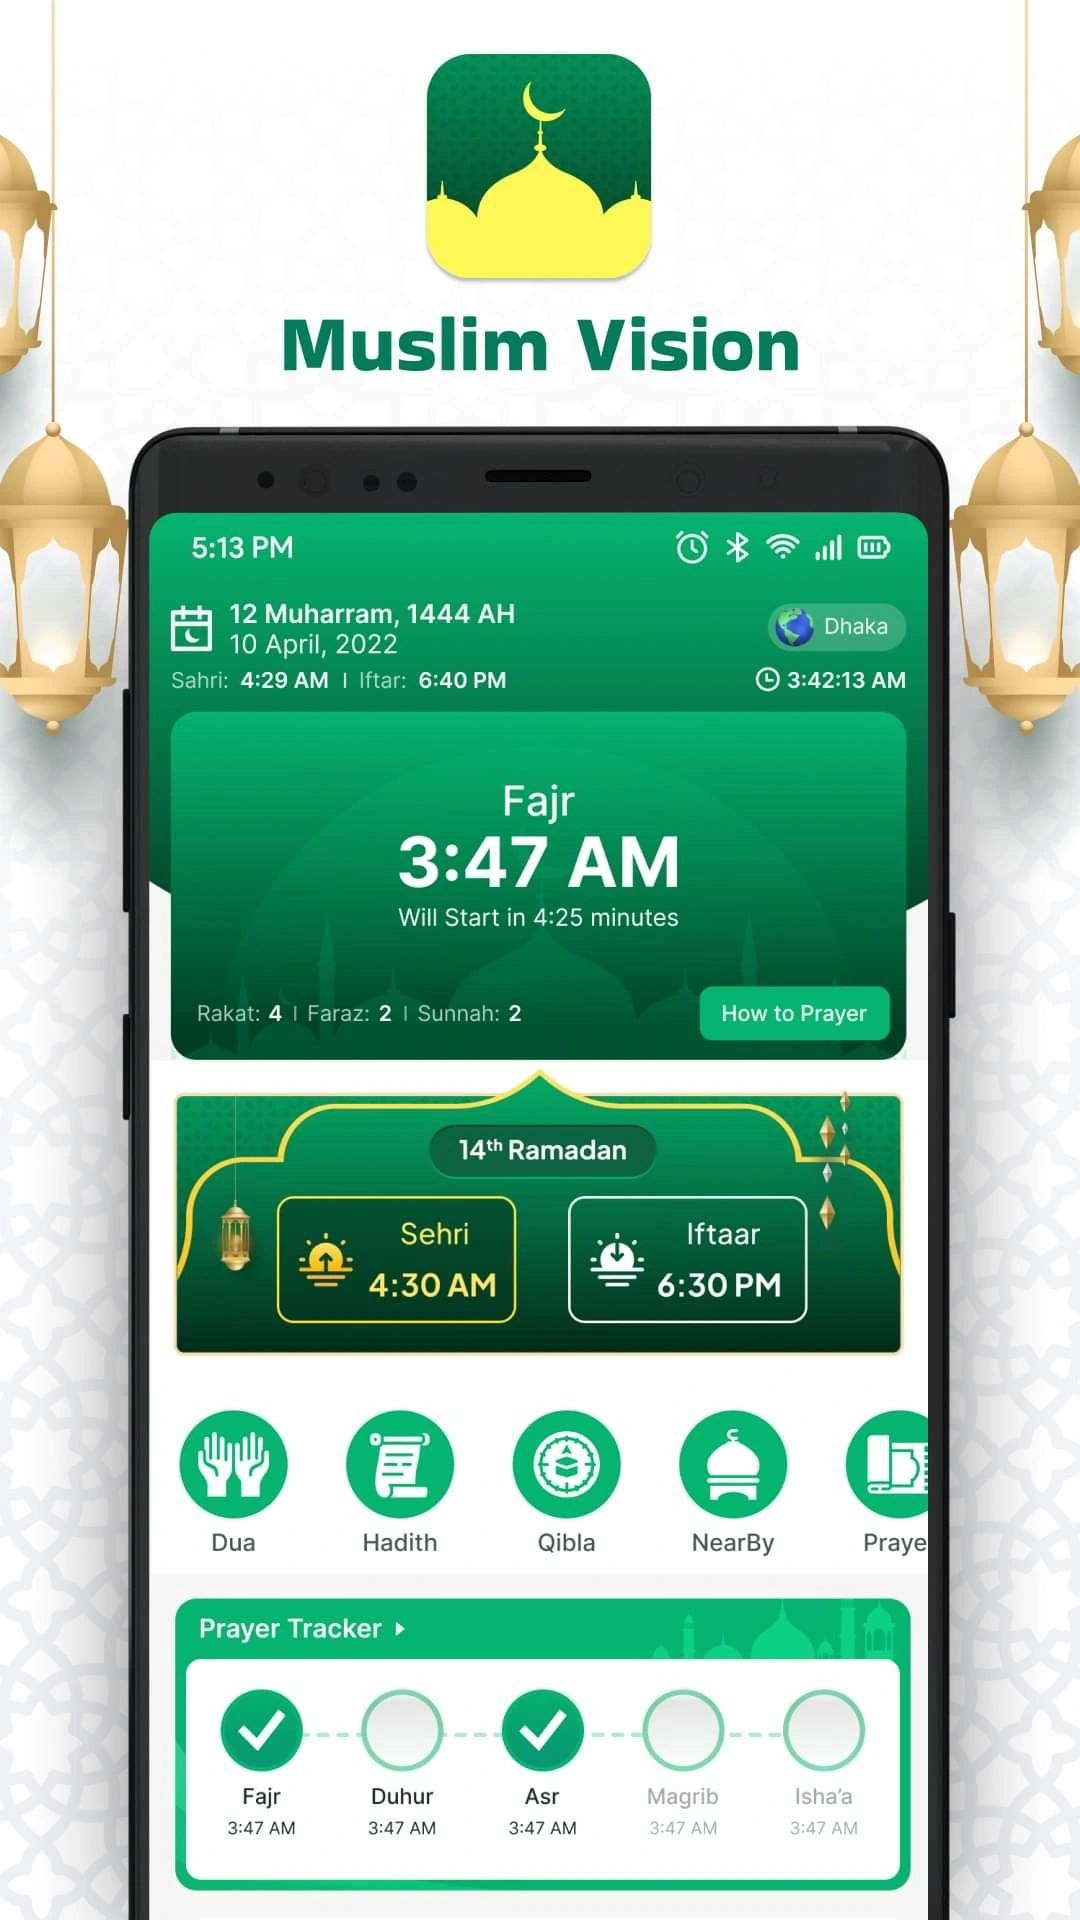 Muslim Vision
5:13 PM
12 Muharram, 1444 AH
10 April, 2022
Dhaka
Sahri: 4:29 AM | Iftar: 6:40 PM
3:42:13 AM
Fajr
3:47 AM
Will Start in 4:25 minutes
Rakat: 4 | Faraz: 2 | Sunnah: 2
How to Prayer
14th Ramadan
Sehri
4:30 AM
Iftaar
6:30 PM
Dua
Hadith
Qibla
NearBy
Praye
Prayer Tracker
Fajr
3:47 AM
Duhur
3:47 AM
Asr
3:47 AM
Magrib
3:47 AM
Isha'a
3:47 AM